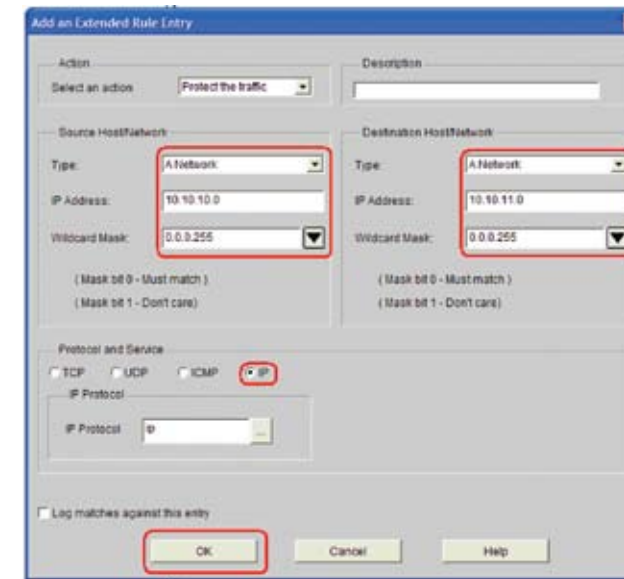 Add an Extended Rule Entry
Action
Select an action
Protect the traffic
Description
Source Host/Network
Type:
A Network
IP Address:
10.10.10.0
Wildcard Mask:
0.0.0.255
( Mask bit 0 - Must match )
( Mask bit 1 - Don't care)
Destination Host/Network
Type:
A Network
IP Address:
10.10.11.0
Wildcard Mask:
0.0.0.255
( Mask bit 0 - Must match )
( Mask bit 1 - Don't care)
Protocol and Service
TCP UDP ICMP IP
IP Protocol
IP Protocol
ip
...
Log matches against this entry
OK Cancel Help